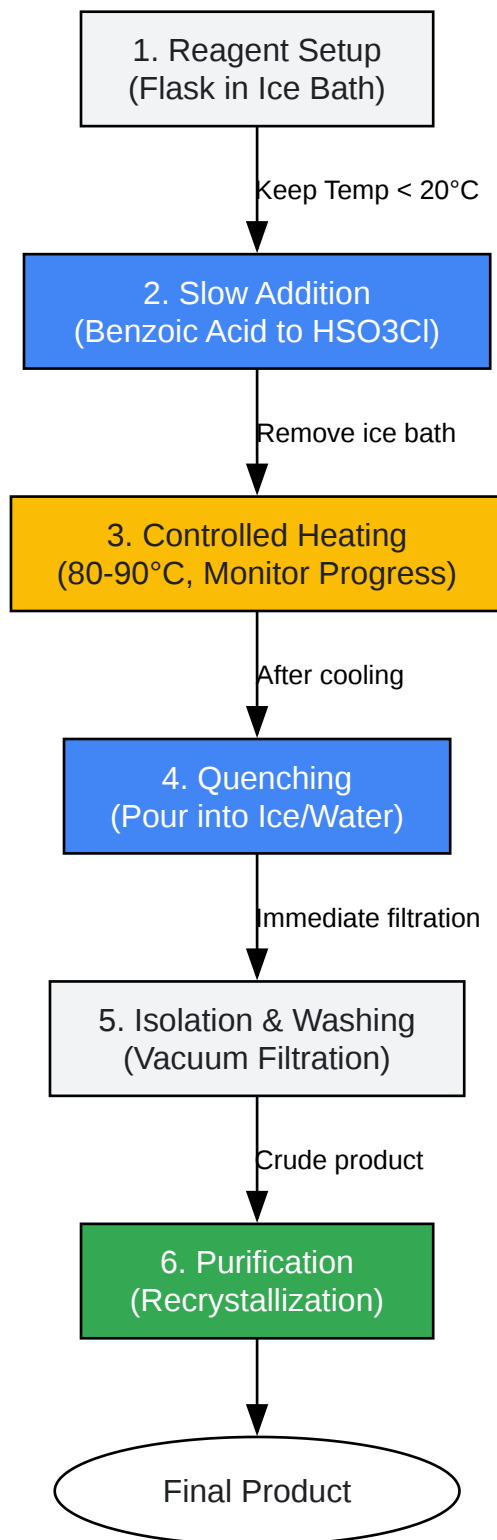 1. Reagent Setup
(Flask in Ice Bath)
Keep Temp < 20°C
2. Slow Addition
(Benzoic Acid to HSO3Cl)
Remove ice bath
3. Controlled Heating
(80-90°C, Monitor Progress)
After cooling
4. Quenching
(Pour into Ice/Water)
Immediate filtration
5. Isolation & Washing
(Vacuum Filtration)
Crude product
6. Purification
(Recrystallization)
Final Product